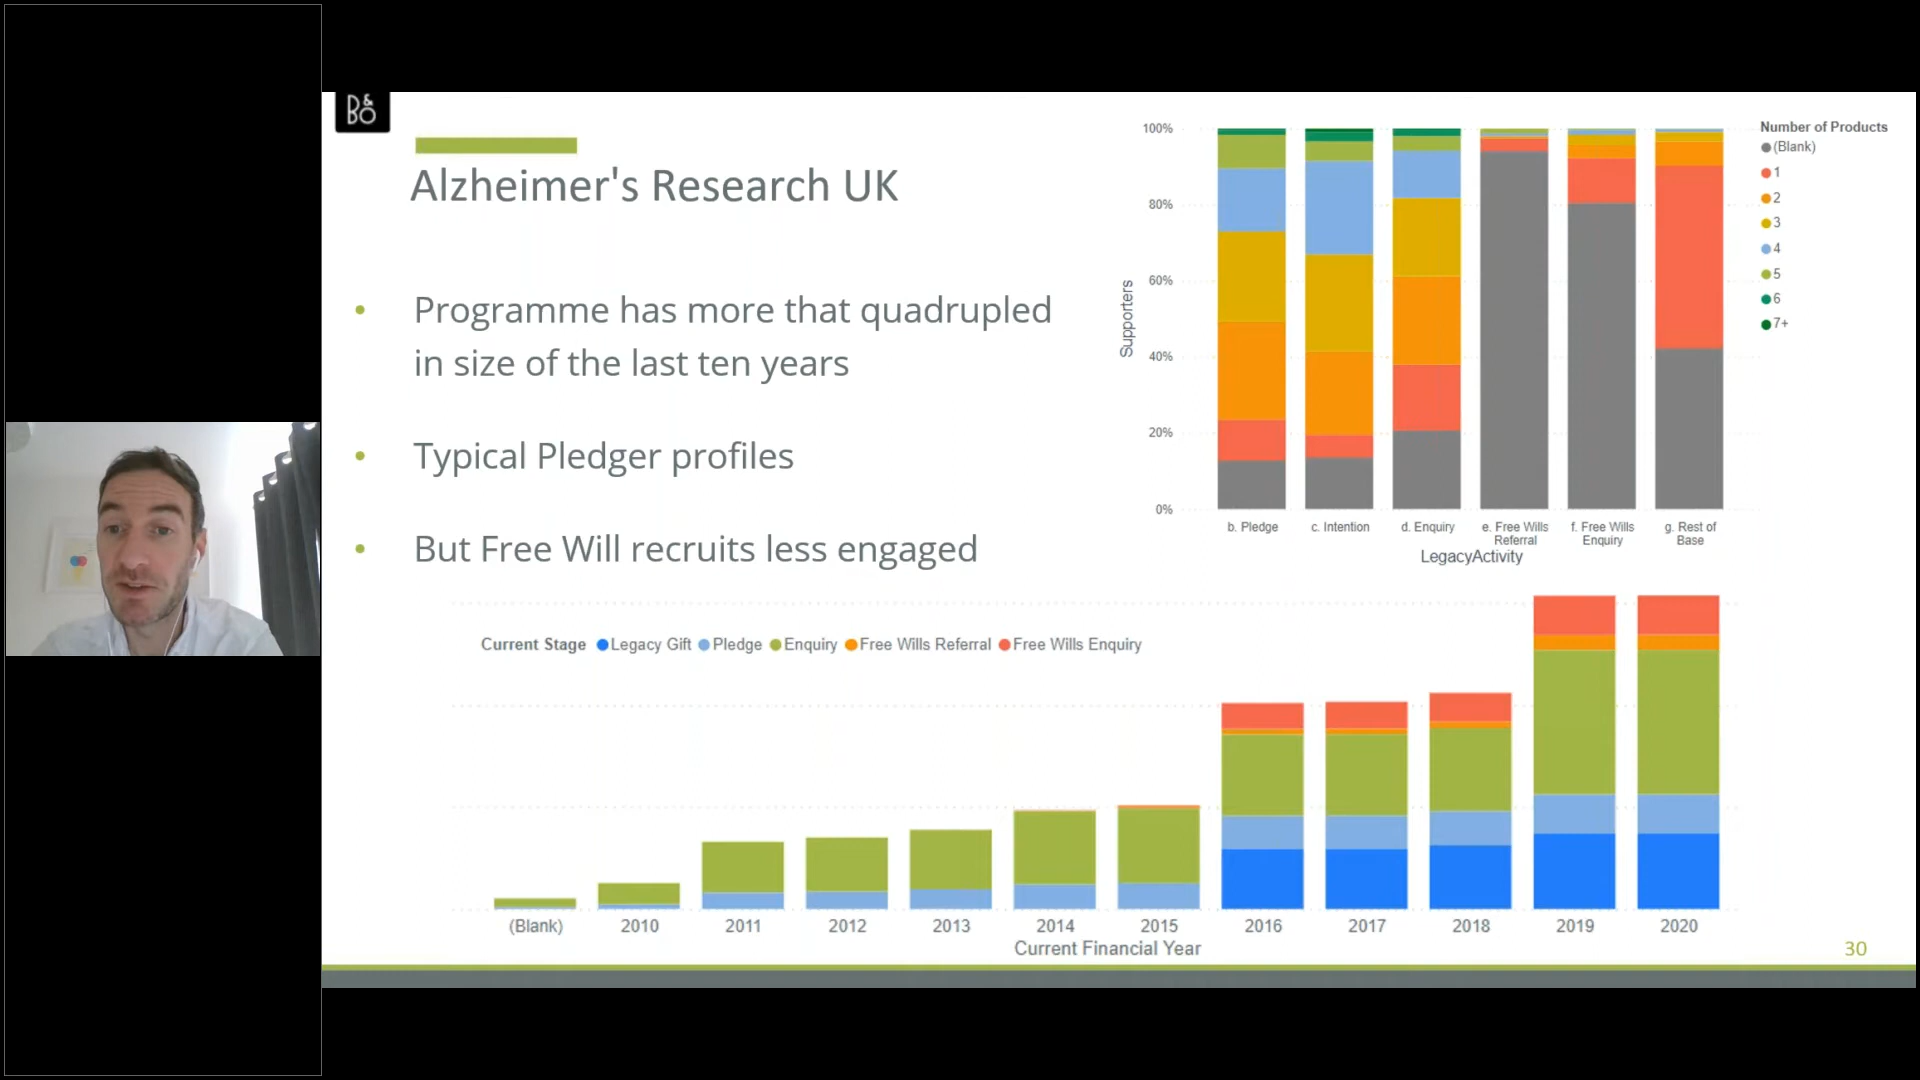 B&O
Alzheimer's Research UK
• Programme has more that quadrupled
in size of the last ten years
• Typical Pledger profiles
• But Free Will recruits less engaged
100%
80%
60%
40%
20%
0%
Supporters
b. Pledge
c. Intention
d. Enquiry
e. Free Wills
Referral
f. Free Wills
Enquiry
g. Rest of
Base
LegacyActivity
Number of Products
(Blank)
1
2
3
4
5
6
7+
Current Stage Legacy Gift Pledge Enquiry Free Wills Referral Free Wills Enquiry
(Blank) 2010 2011 2012 2013 2014 2015 2016 2017 2018 2019 2020
Current Financial Year
30